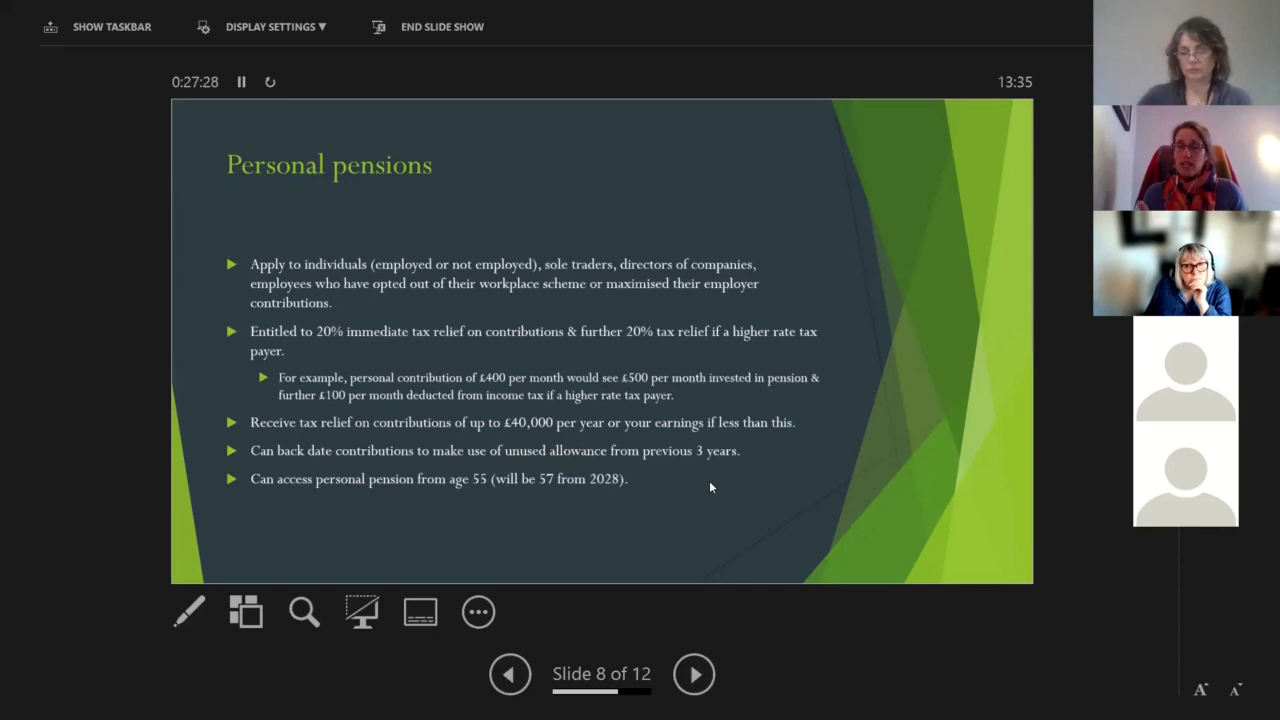 SHOW TASKBAR
DISPLAY SETTINGS ▼
END SLIDE SHOW
0:27:28
13:35
Personal pensions
Apply to individuals (employed or not employed), sole traders, directors of companies,
employees who have opted out of their workplace scheme or maximised their employer
contributions.
Entitled to 20% immediate tax relief on contributions & further 20% tax relief if a higher rate tax
payer.
For example, personal contribution of £400 per month would see £500 per month invested in pension &
further £100 per month deducted from income tax if a higher rate tax payer.
Receive tax relief on contributions of up to £40,000 per year or your earnings if less than this.
Can back date contributions to make use of unused allowance from previous 3 years.
Can access personal pension from age 55 (will be 57 from 2028).
Slide 8 of 12
A A